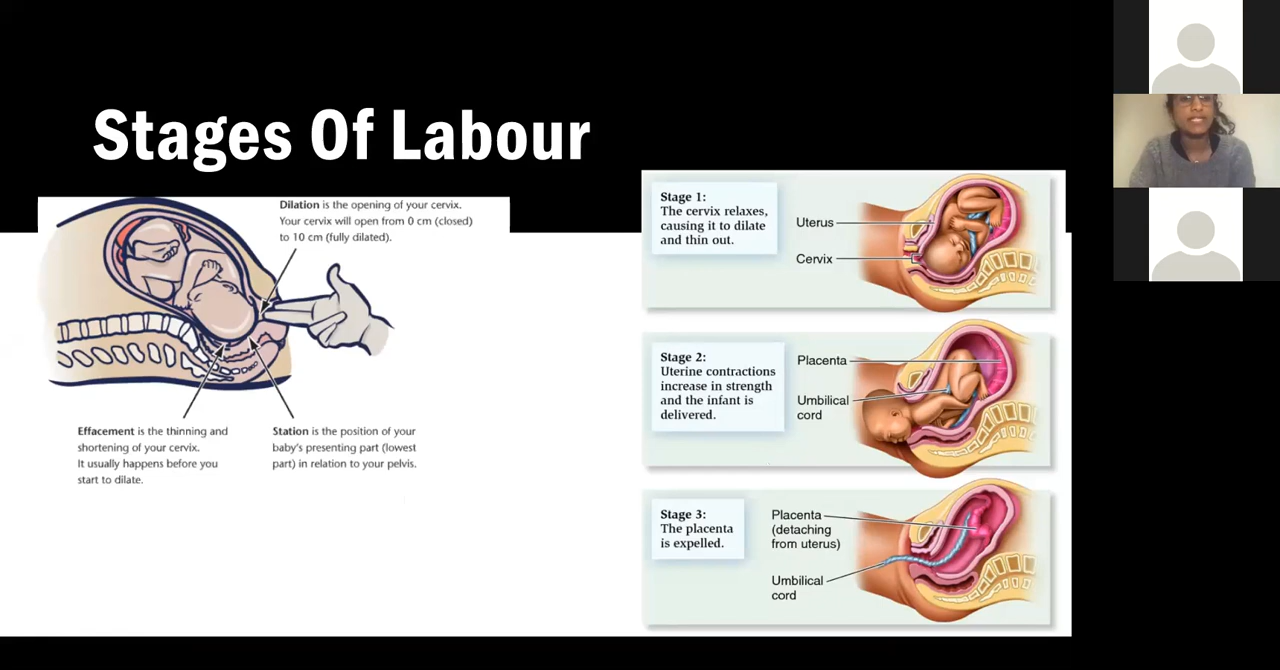 Stages Of Labour
Dilation is the opening of your cervix.
Your cervix will open from 0 cm (closed)
to 10 cm (fully dilated).
Effacement is the thinning and
shortening of your cervix.
It usually happens before you
start to dilate.
Station is the position of your
baby's presenting part (lowest
part) in relation to your pelvis.
Stage 1:
The cervix relaxes,
causing it to dilate
and thin out.
Uterus
Cervix
Stage 2:
Uterine contractions
increase in strength
and the infant is
delivered.
Placenta
Umbilical
cord
Stage 3:
The placenta
is expelled.
Placenta
(detaching
from uterus)
Umbilical
cord